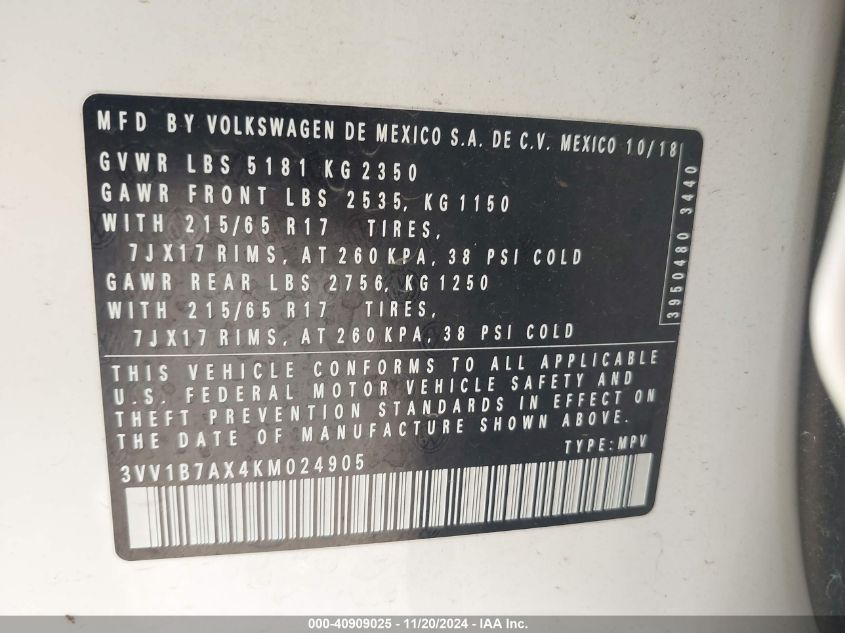 MFD BY VOLKSWAGEN DE MEXICO S.A. DE C.V. MEXICO 10/18
GVWR LBS 5181 KG 2350
GAWR FRONT LBS 2535, KG 1150
WITH 215/65 R17 TIRES,
7JX17 RIMS, AT 260 KPA, 38 PSI COLD
GAWR REAR LBS 2756, KG 1250
WITH 215/65 R17 TIRES,
7JX17 RIMS, AT 260 KPA, 38 PSI COLD
3950480 3440
THIS VEHICLE CONFORMS TO ALL APPLICABLE
U.S. FEDERAL MOTOR VEHICLE SAFETY AND
THEFT PREVENTION STANDARDS IN EFFECT ON
THE DATE OF MANUFACTURE SHOWN ABOVE.
TYPE: MPV
3VV1B7AX4KM024905
000-40909025 - 11/20/2024 - IAA Inc.